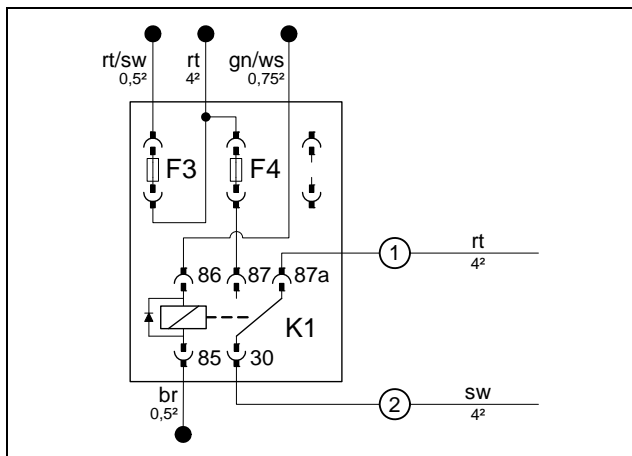 rt/sw rt gn/ws
0,5² 4² 0,75²
F3 F4
1 rt
4²
86 87 87a
K1
85 30
br
0,5²
2 sw
4²